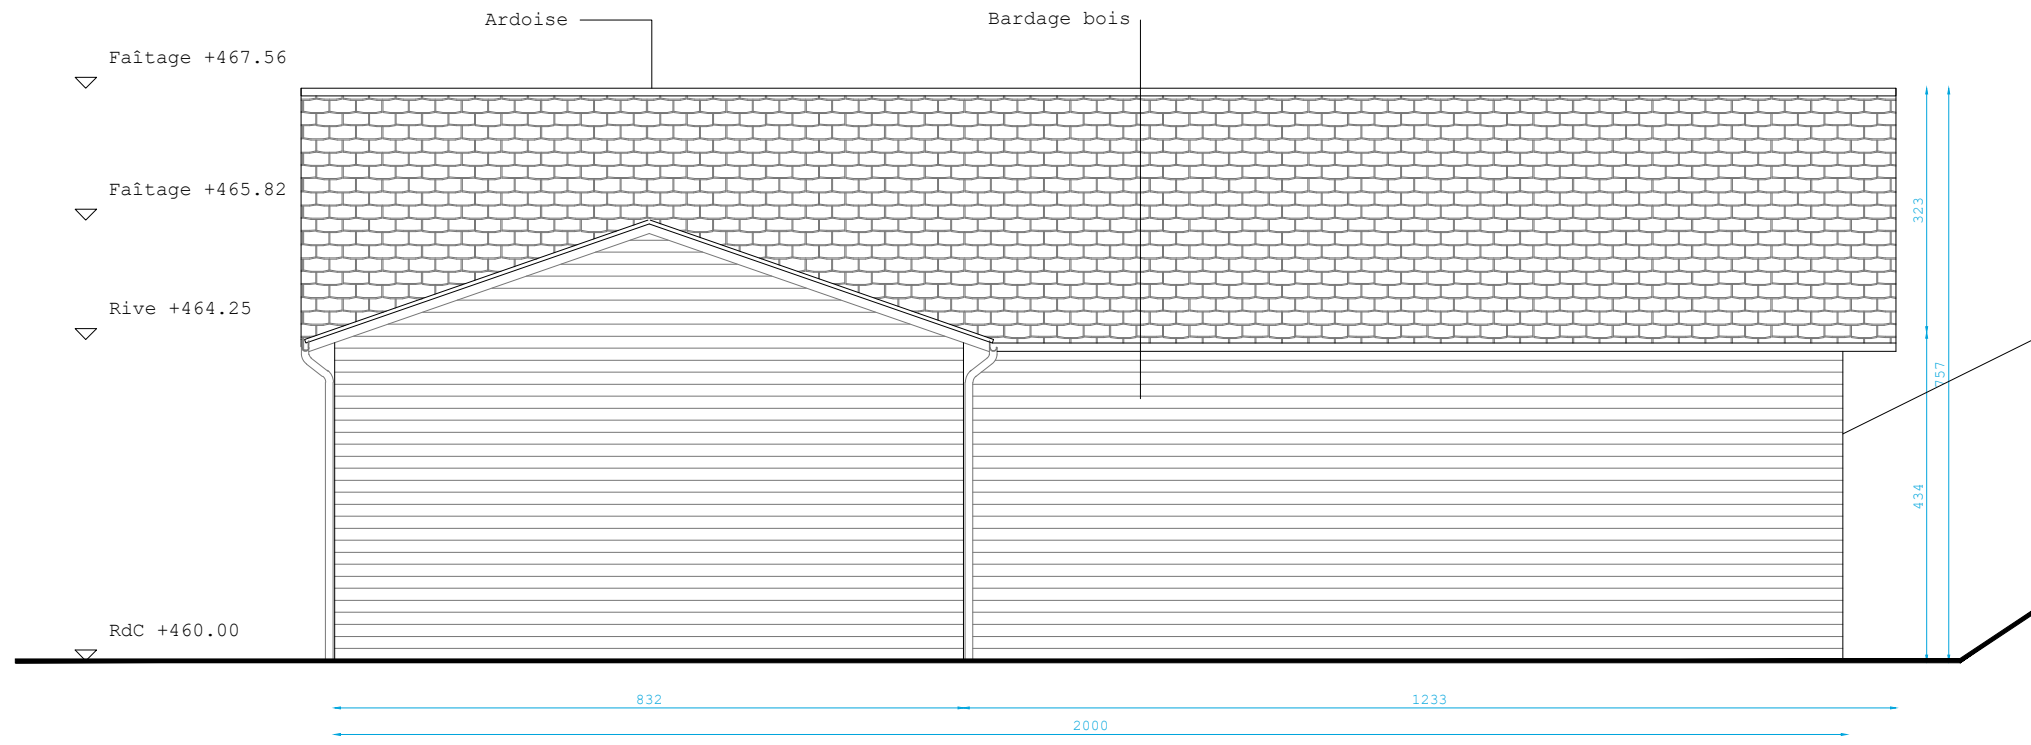 Ardoise
Bardage bois
Faîtage +467.56
Faîtage +465.82
323
Rive +464.25
757
434
RdC +460.00
832
1233
2000